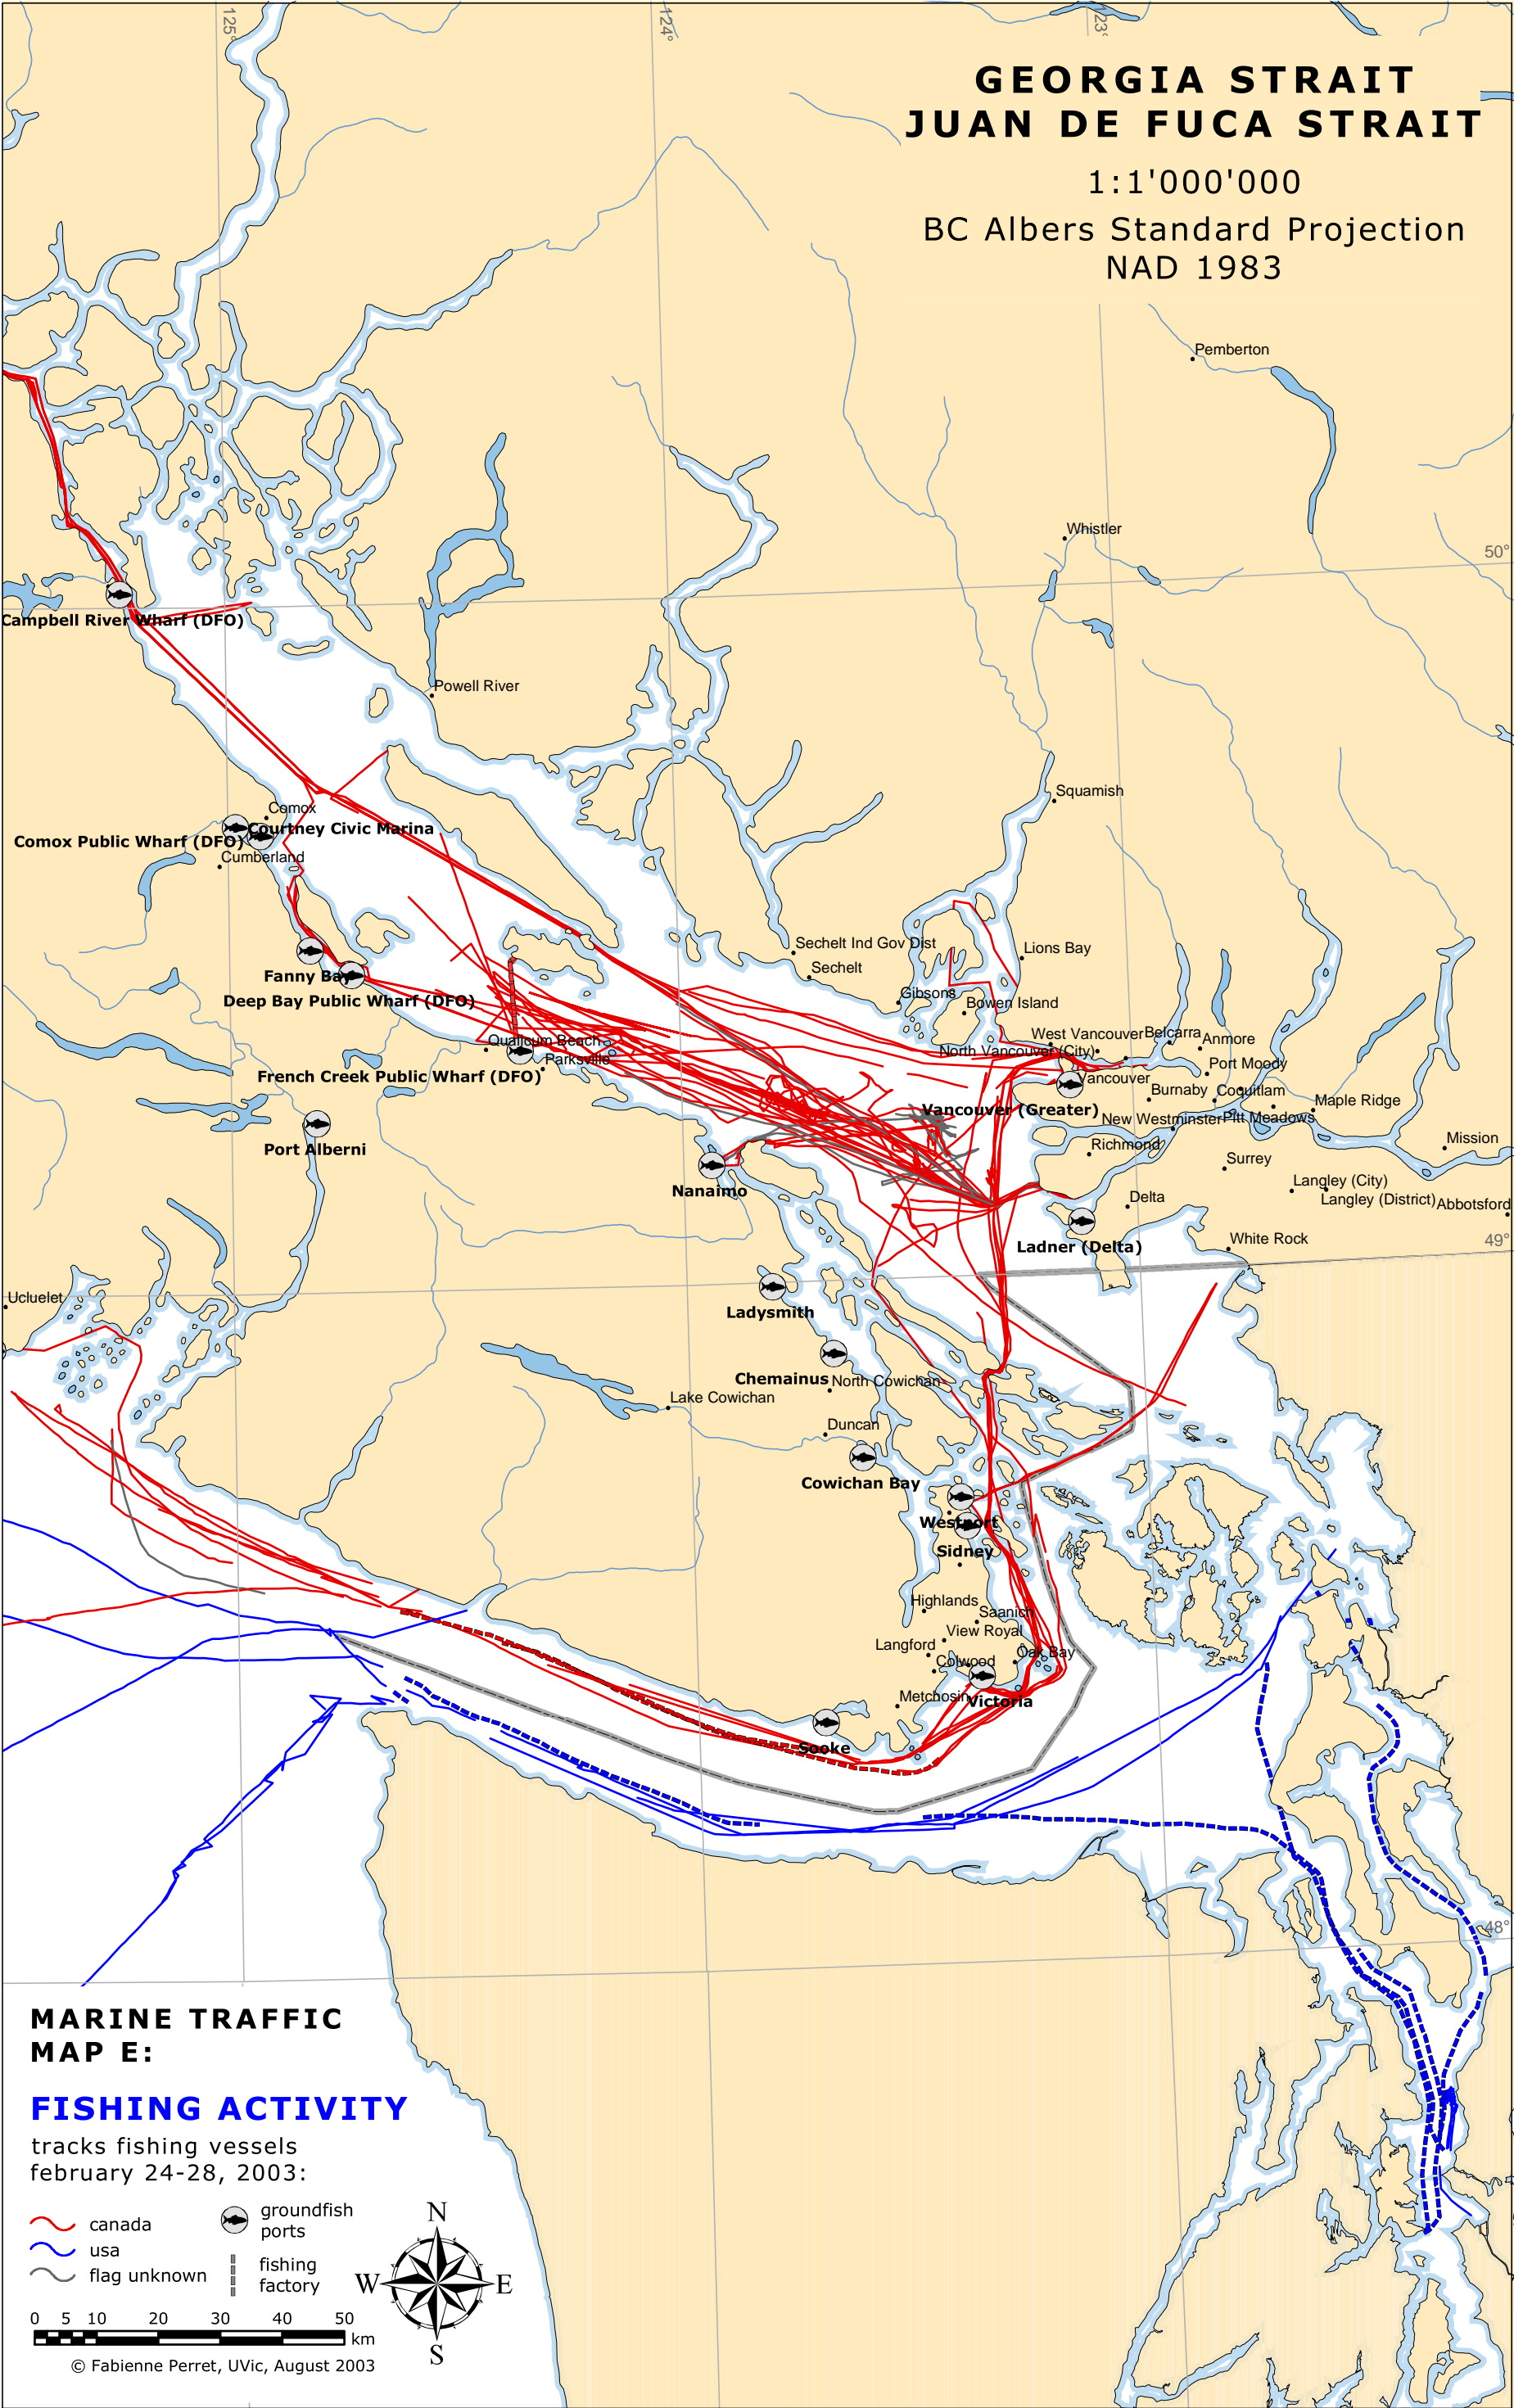 125°
124°
123°
GEORGIA STRAIT
JUAN DE FUCA STRAIT
1:1'000'000
BC Albers Standard Projection
NAD 1983
Pemberton
Whistler
50°
Campbell River Wharf (DFO)
Powell River
Squamish
Comox
Courtney Civic Marina
Comox Public Wharf (DFO)
Cumberland
Sechelt Ind Gov Dist
Lions Bay
Sechelt
Fanny Bay
Gibsons
Deep Bay Public Wharf (DFO)
Bowen Island
West Vancouver
Belcarra
Anmore
Qualicum Beach
North Vancouver (City)
Parksville
Port Moody
French Creek Public Wharf (DFO)
Vancouver
Burnaby
Coquitlam
Maple Ridge
Vancouver (Greater)
New Westminster
Pitt Meadows
Port Alberni
Richmond
Mission
Surrey
Nanaimo
Langley (City)
Langley (District)
Abbotsford
Delta
Ladner (Delta)
White Rock
49°
Ucluelet
Ladysmith
Chemainus
North Cowichan
Lake Cowichan
Duncan
Cowichan Bay
Westport
Sidney
Highlands
Saanich
View Royal
Langford
Oak Bay
Colwood
Metchosin
Victoria
Sooke
48°
MARINE TRAFFIC
MAP E:
FISHING ACTIVITY
tracks fishing vessels
february 24-28, 2003:
canada
usa
flag unknown
groundfish
ports
fishing
factory
N
W
E
S
0 5 10 20 30 40 50
km
© Fabienne Perret, UVic, August 2003